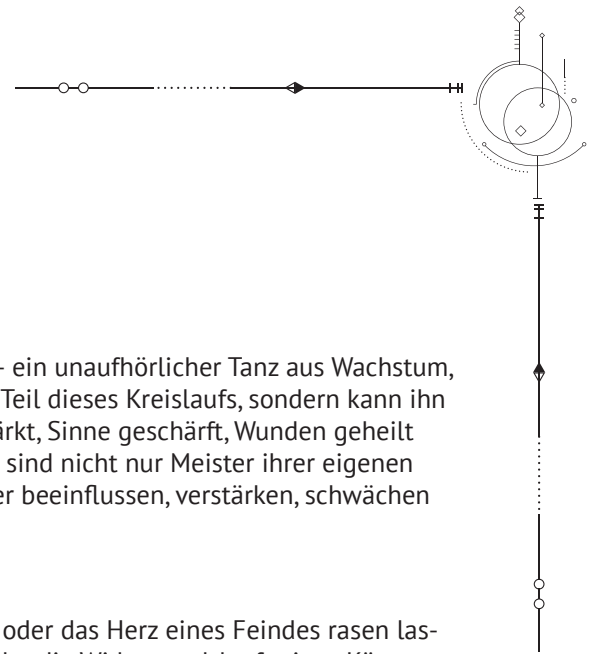 - ein unaufhörlicher Tanz aus Wachstum,
Teil dieses Kreislaufs, sondern kann ihn
ärkt, Sinne geschärft, Wunden geheilt
sind nicht nur Meister ihrer eigenen
er beeinflussen, verstärken, schwächen
oder das Herz eines Feindes rasen las-